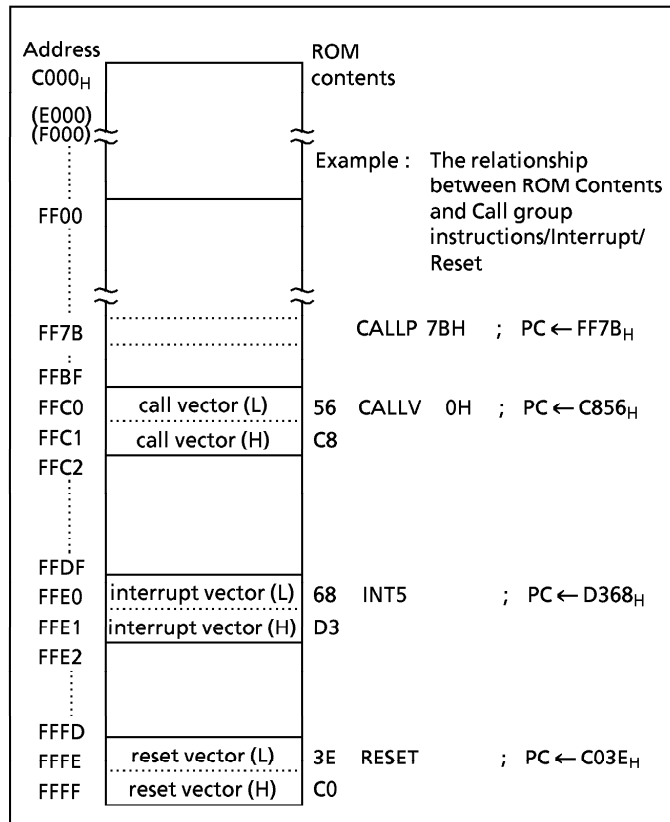 Address ROM
C000H contents
(E000)
(F000)
Example : The relationship
between ROM Contents
FF00 and Call group
instructions/Interrupt/
Reset
FF7B CALLP 7BH ; PC ← FF7BH
FFBF
FFC0 call vector (L) 56 CALLV 0H ; PC ← C856H
FFC1 call vector (H) C8
FFC2
FFDF
FFE0 interrupt vector (L) 68 INT5 ; PC ← D368H
FFE1 interrupt vector (H) D3
FFE2
FFFD
FFFE reset vector (L) 3E RESET ; PC ← C03EH
FFFF reset vector (H) C0